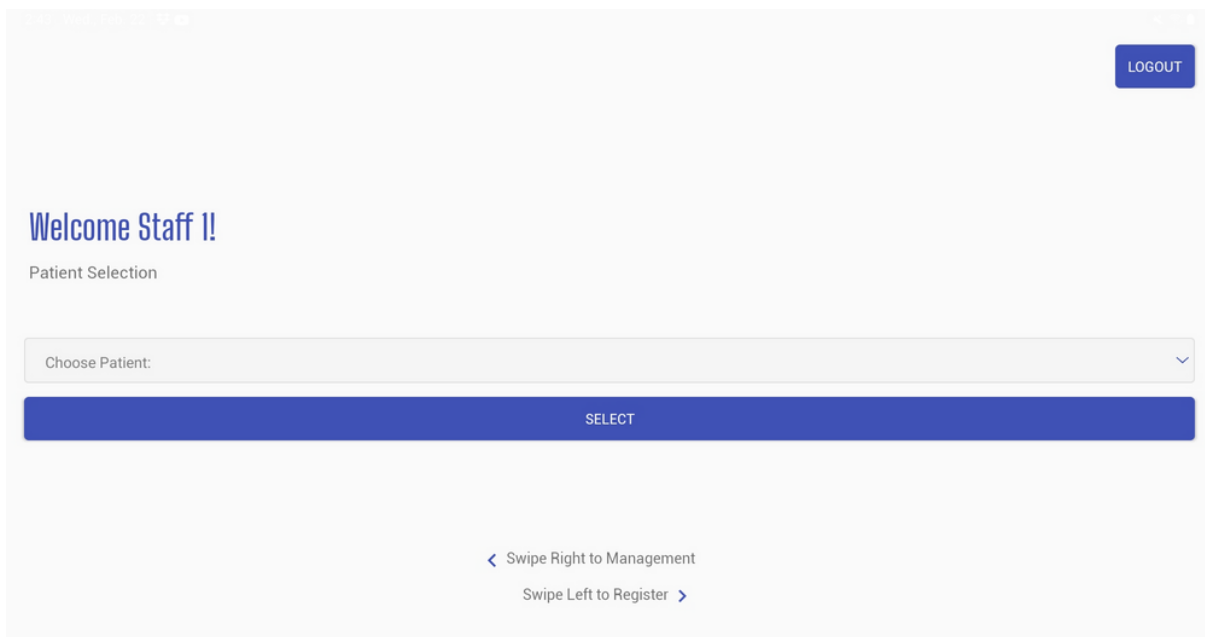 LOGOUT
Welcome Staff 1!
Patient Selection
Choose Patient:
SELECT
Swipe Right to Management
Swipe Left to Register